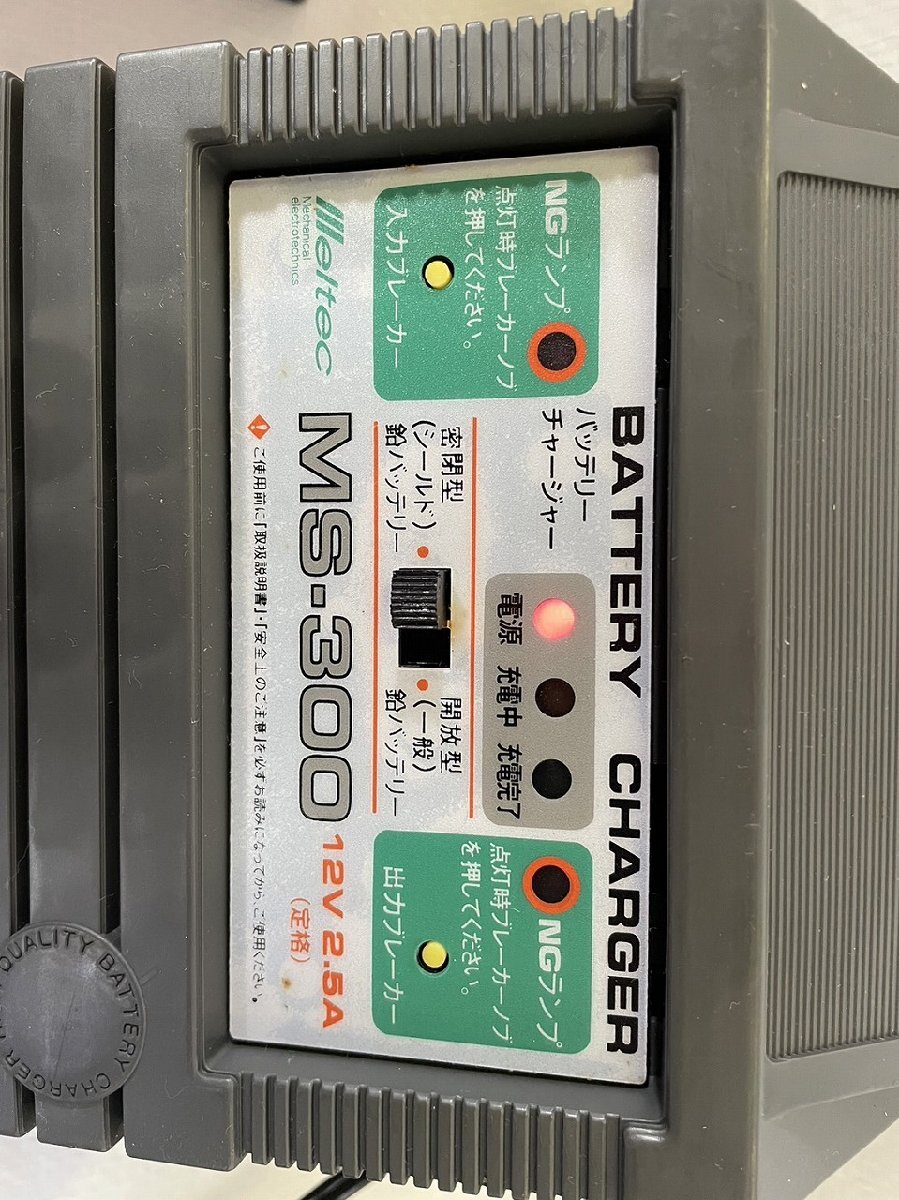 BATTERY CHARGER
バッテリー
チャージャー
NGランプ
点灯時ブレーカーノブ
を押してください。
入力ブレーカー
電源 充電中 充電完了
NGランプ
点灯時ブレーカーノブ
を押してください。
出力ブレーカー
密閉型
(シールド)
鉛バッテリー
開放型
(一般)
鉛バッテリー
Meltec
Mechanical
electrotechnics
MS-300
12V 2.5A
(定格)
ご使用前に「取扱説明書」・「安全上のご注意」を必ずお読みになってから、ご使用ください。
QUALITY BATTERY CHARGER